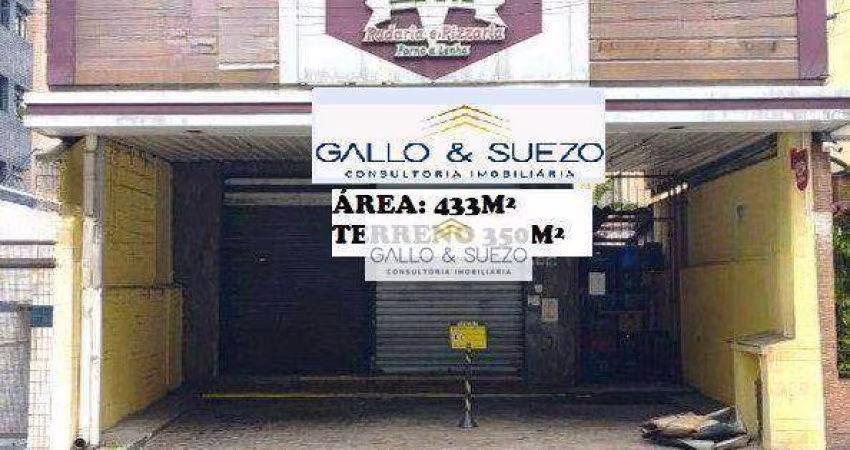 Padaria e Pizzaria
Forno a Lenha
GALLO & SUEZO
CONSULTORIA IMOBILIÁRIA
ÁREA: 433M²
TERRENO 350M²
GALLO & SUEZO
CONSULTORIA IMOBILIÁRIA